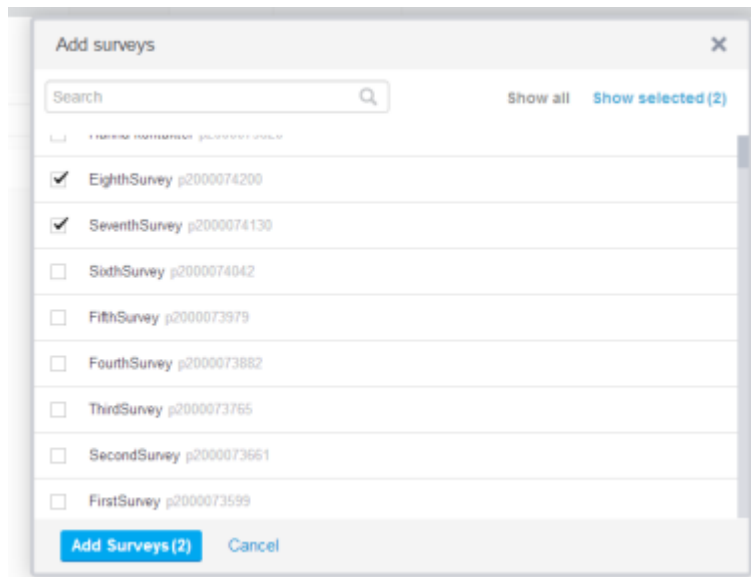 Add surveys
Search Show all Show selected (2)
EighthSurvey p2000074200
SeventhSurvey p2000074130
SixthSurvey p2000074042
FifthSurvey p2000073979
FourthSurvey p2000073882
ThirdSurvey p2000073765
SecondSurvey p2000073661
FirstSurvey p2000073599
Add Surveys (2) Cancel